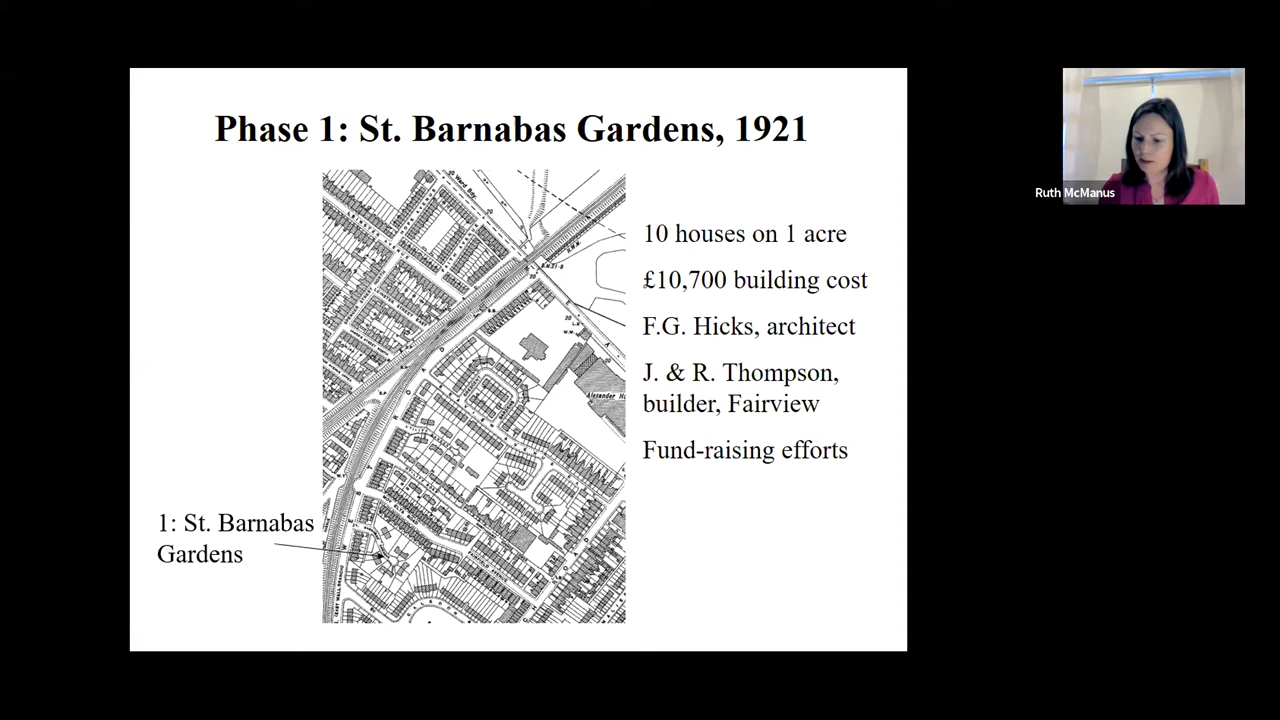 Phase 1: St. Barnabas Gardens, 1921
10 houses on 1 acre
£10,700 building cost
F.G. Hicks, architect
J. & R. Thompson,
builder, Fairview
Fund-raising efforts
1: St. Barnabas
Gardens
Ruth McManus